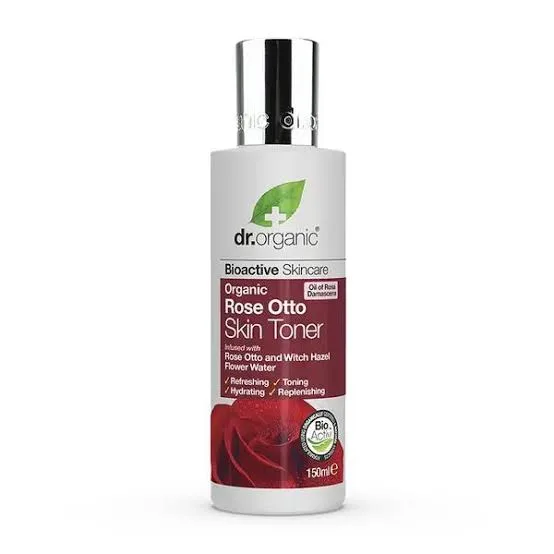 dr.organic®
Bioactive Skincare
Organic
Oil of Rosa
Damascena
Rose Otto
Skin Toner
Infused with
Rose Otto and Witch Hazel
Flower Water
✓Refreshing ✓Toning
✓Hydrating ✓Replenishing
Bio
Activ
150ml℮